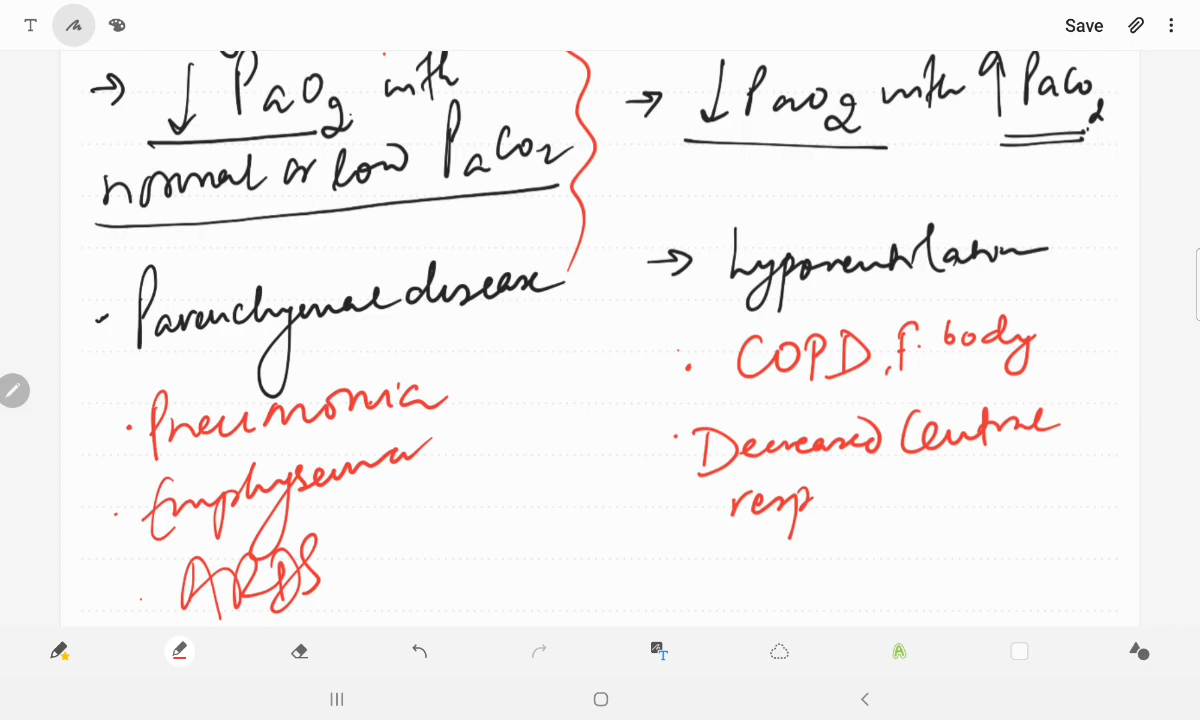 T
Save
→ ↓ PaO2 with
normal or low PaCO2
- Parenchymal disease
. Pneumonia
. Emphysema
. ARDS
→ ↓ PaO2 with ↑ PaCO2
→ hypoventilation
. COPD, f. body
. Decreased Central
resp
T
A